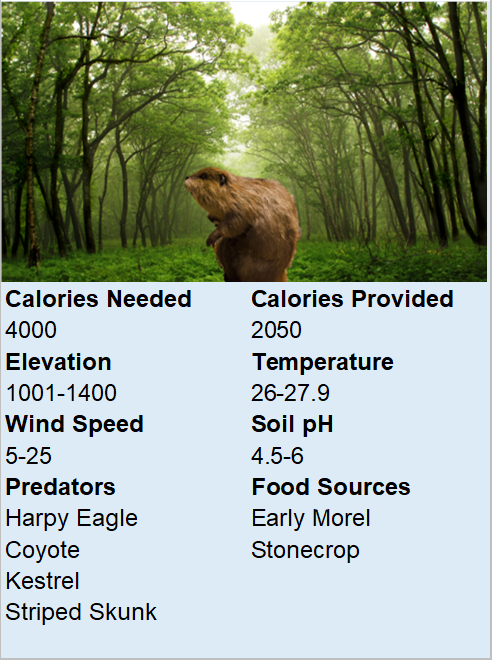 Calories Needed Calories Provided
4000 2050
Elevation Temperature
1001-1400 26-27.9
Wind Speed Soil pH
5-25 4.5-6
Predators Food Sources
Harpy Eagle Early Morel
Coyote Stonecrop
Kestrel
Striped Skunk